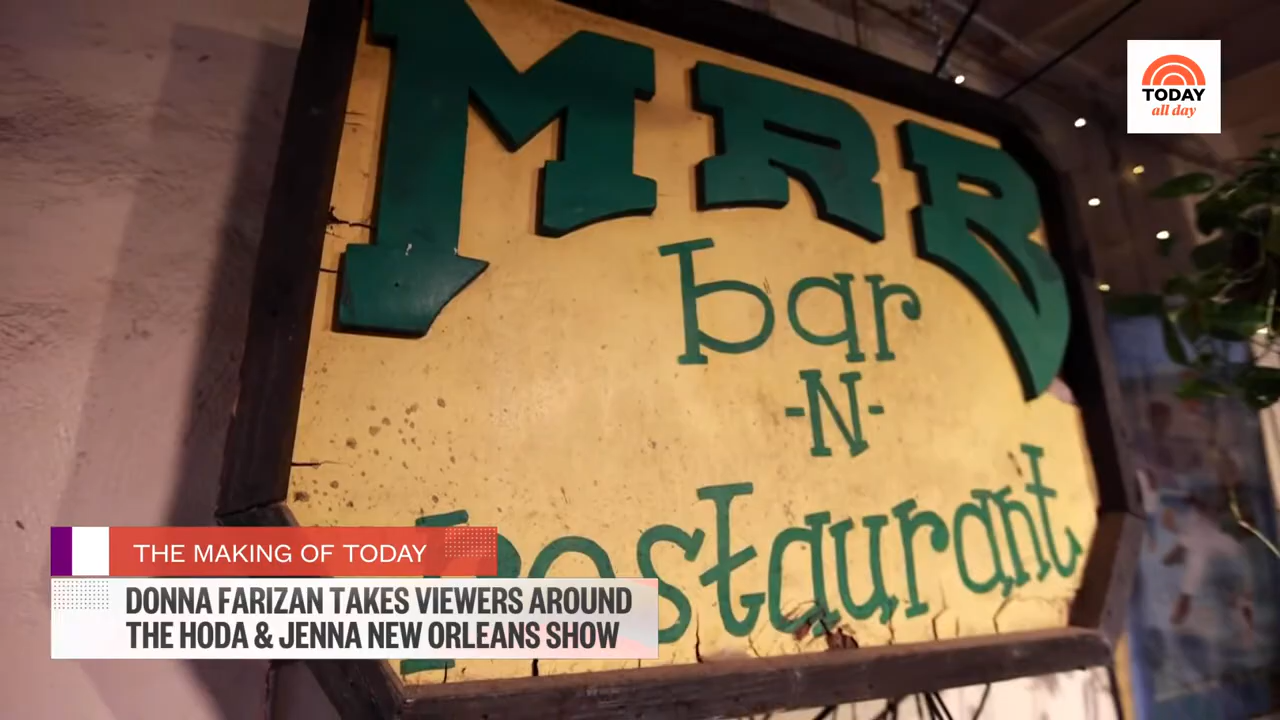 MRB
bar
-N-
Restaurant
TODAY
all day
THE MAKING OF TODAY
DONNA FARIZAN TAKES VIEWERS AROUND
THE HODA & JENNA NEW ORLEANS SHOW